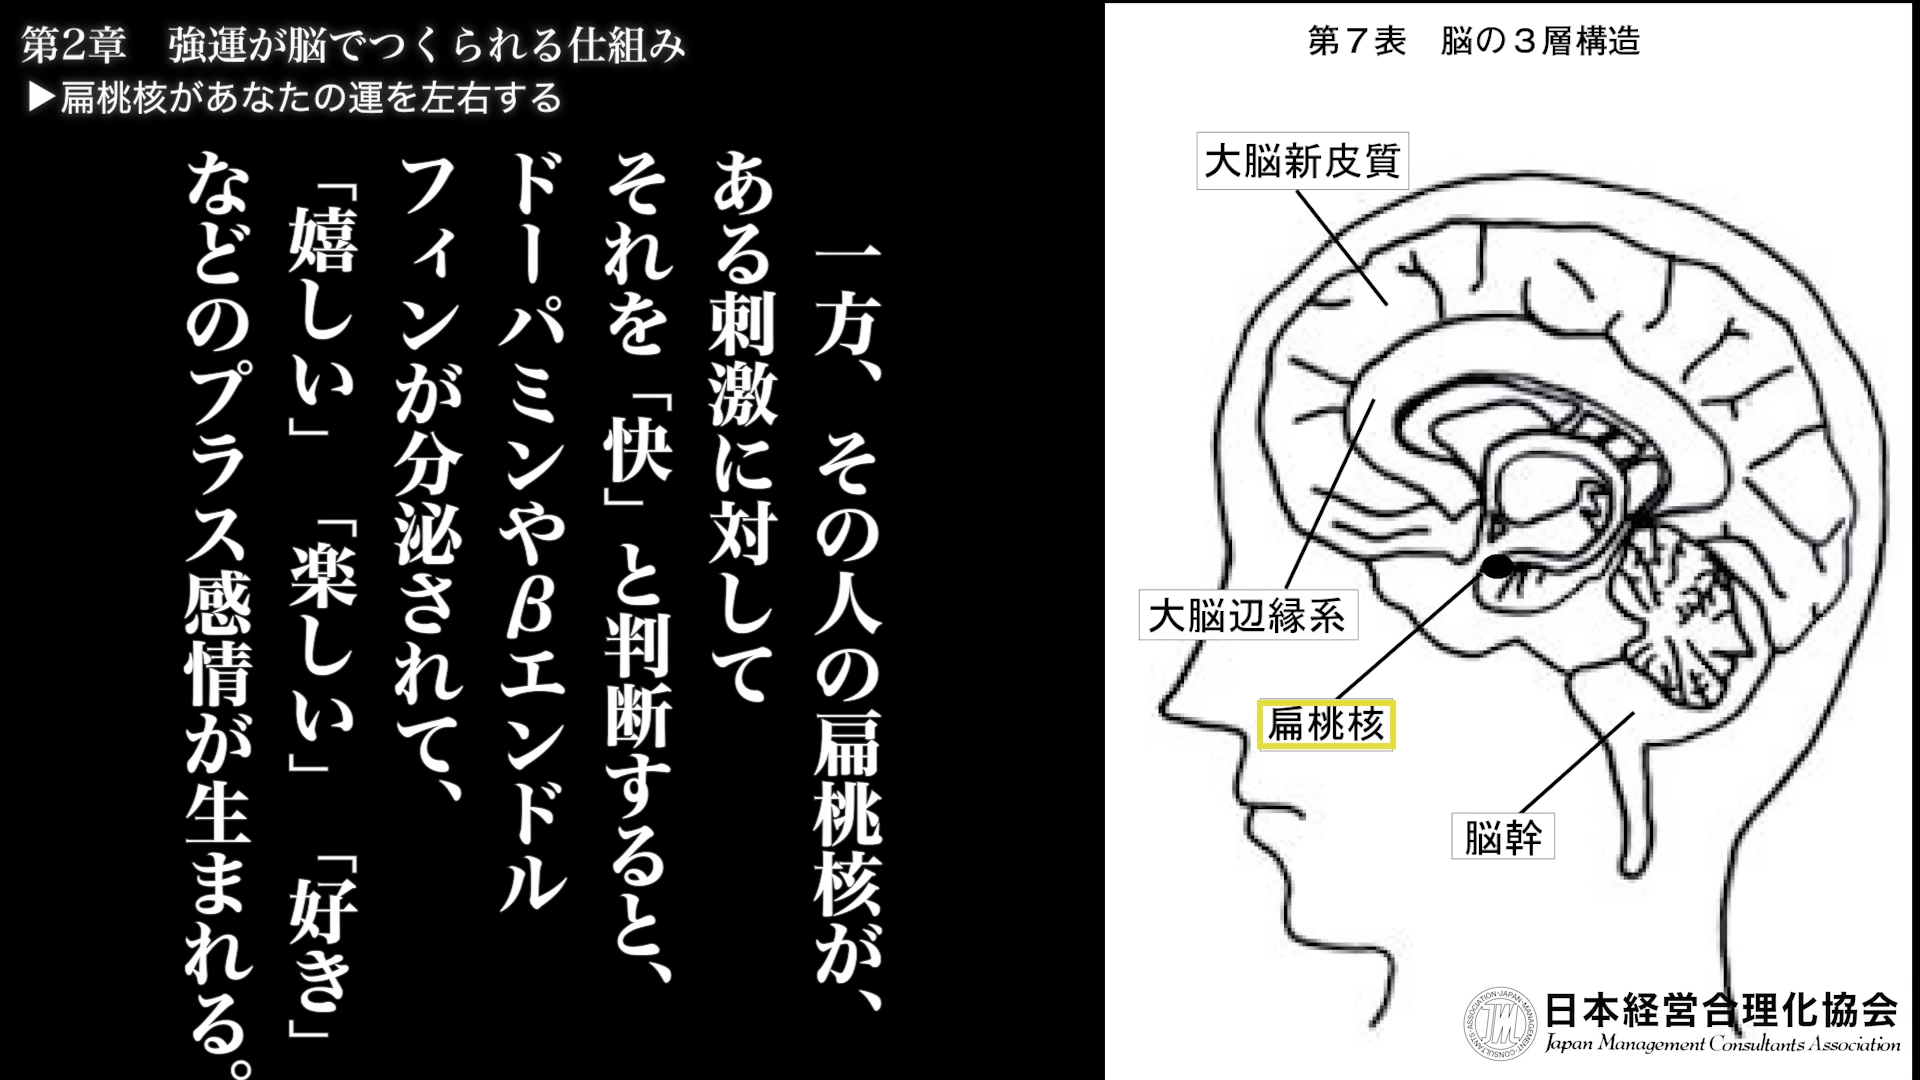 第2章　強運が脳でつくられる仕組み
▶扁桃核があなたの運を左右する
一方、その人の扁桃核が、
ある刺激に対して
それを「快」と判断すると、
ドーパミンやβエンドル
フィンが分泌されて、
「嬉しい」「楽しい」「好き」
などのプラス感情が生まれる。
第７表　脳の３層構造
大脳新皮質
大脳辺縁系
扁桃核
脳幹
日本経営合理化協会
Japan Management Consultants Association